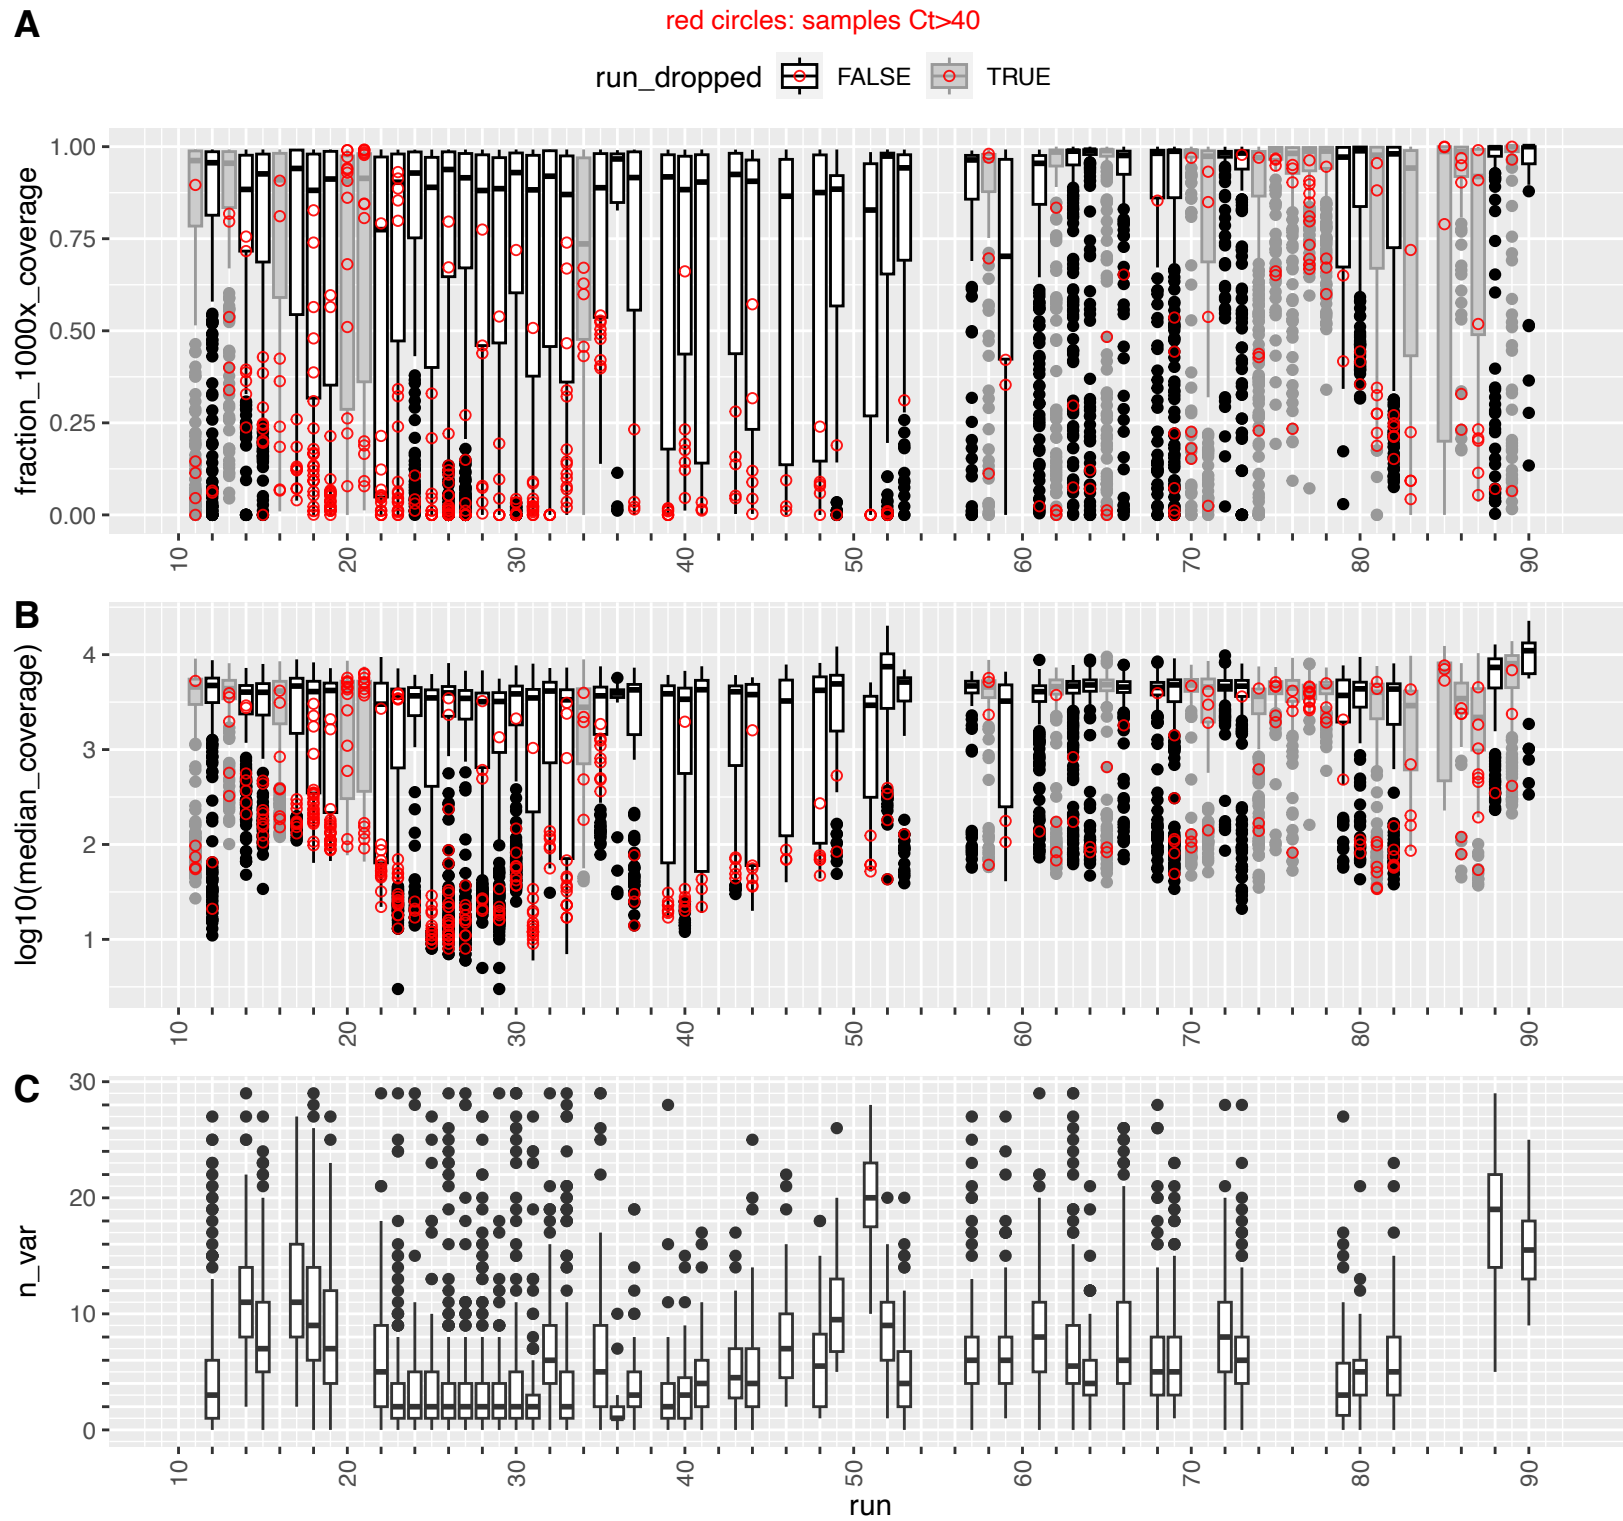 A
red circles: samples Ct>40
run_dropped FALSE TRUE
fraction_1000x_coverage
1.00
0.75
0.50
0.25
0.00
10 20 30 40 50 60 70 80 90
B
log10(median_coverage)
4
3
2
1
10 20 30 40 50 60 70 80 90
C
n_var
30
20
10
0
10 20 30 40 50 60 70 80 90
run